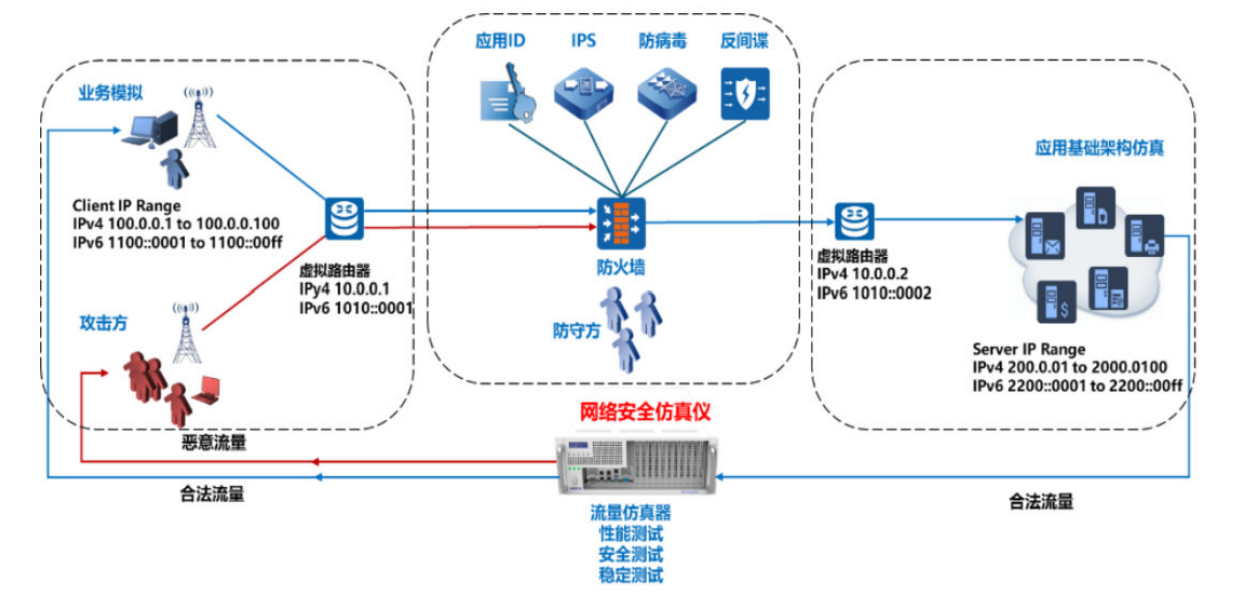 应用ID
IPS
防病毒
反间谍
业务模拟
Client IP Range
IPv4 100.0.0.1 to 100.0.0.100
IPv6 1100::0001 to 1100::00ff
虚拟路由器
IPy4 10.0.0.1
IPv6 1010::0001
攻击方
防火墙
防守方
虚拟路由器
IPv4 10.0.0.2
IPv6 1010::0002
应用基础架构仿真
Server IP Range
IPv4 200.0.01 to 2000.0100
IPv6 2200::0001 to 2200::00ff
恶意流量
合法流量
网络安全仿真仪
流量仿真器
性能测试
安全测试
稳定测试
合法流量
$